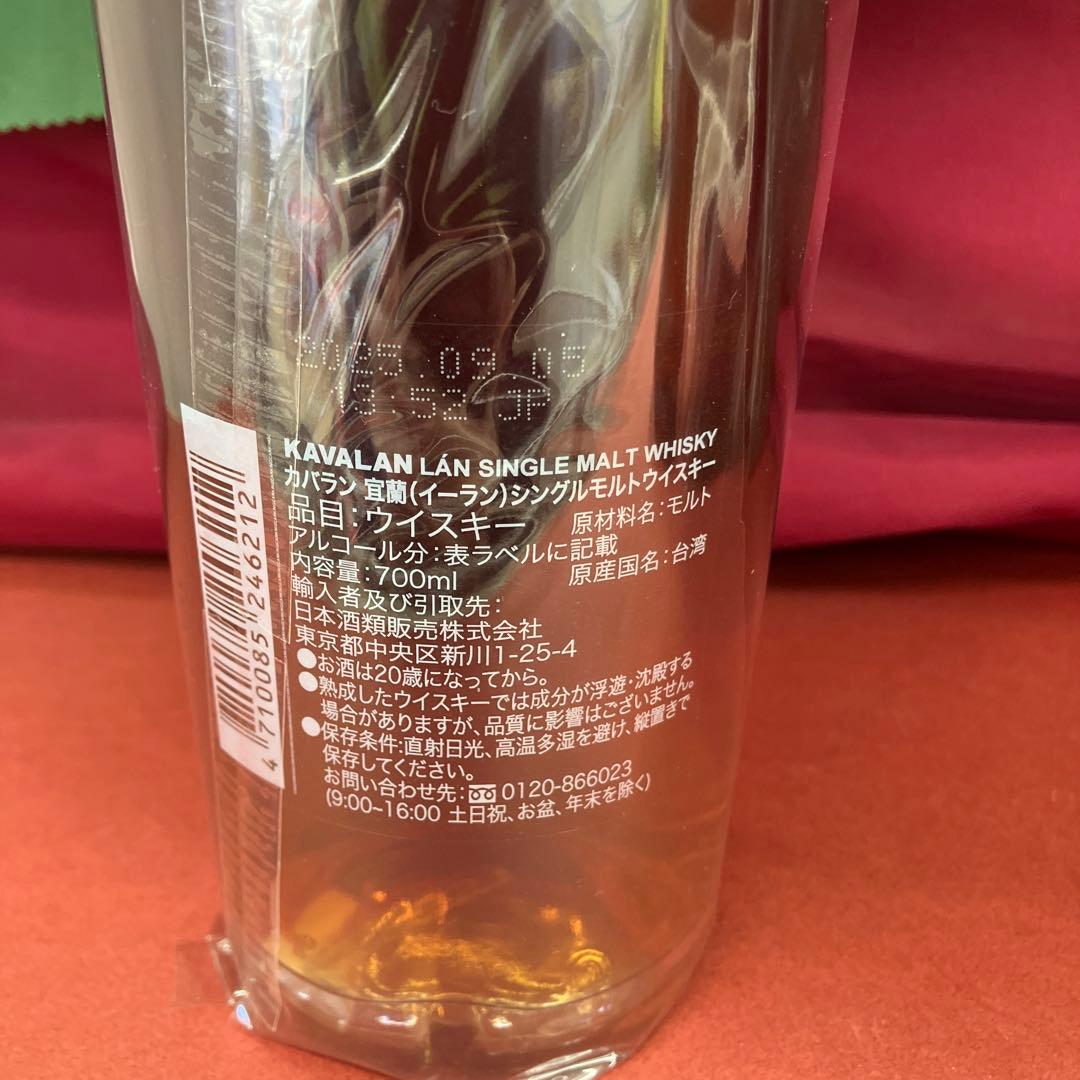 2025.09.05
52 JP
KAVALAN LÁN SINGLE MALT WHISKY
カバラン 宜蘭(イーラン)シングルモルトウイスキー
品目:ウイスキー 原材料名:モルト
アルコール分:表ラベルに記載
内容量:700ml 原産国名:台湾
輸入者及び引取先:
日本酒類販売株式会社
東京都中央区新川1-25-4
●お酒は20歳になってから。
●熟成したウイスキーでは成分が浮遊・沈殿する
場合がありますが、品質に影響はございません。
●保存条件:直射日光、高温多湿を避け、縦置きで
保存してください。
お問い合わせ先: 0120-866023
(9:00-16:00 土日祝、お盆、年末を除く)
4 710085 246212